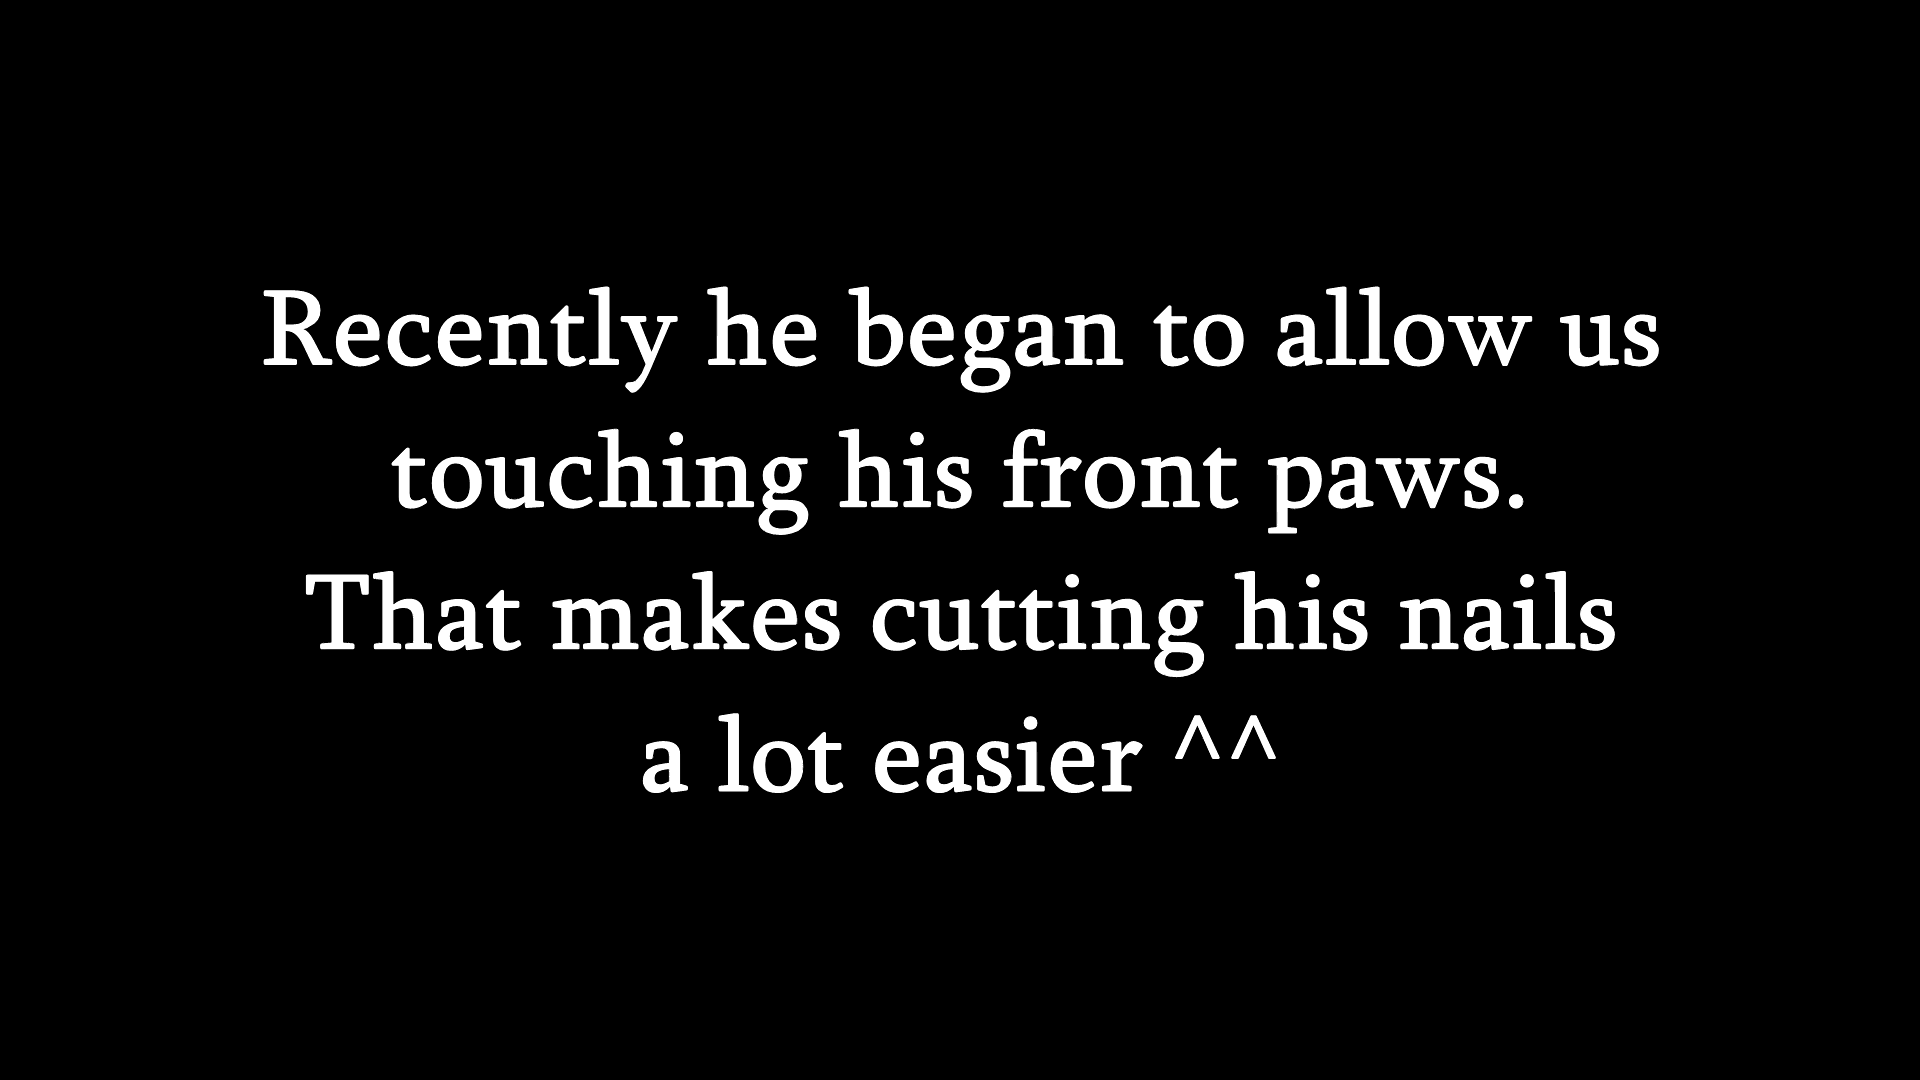 Recently he began to allow us
touching his front paws.
That makes cutting his nails
a lot easier ^^